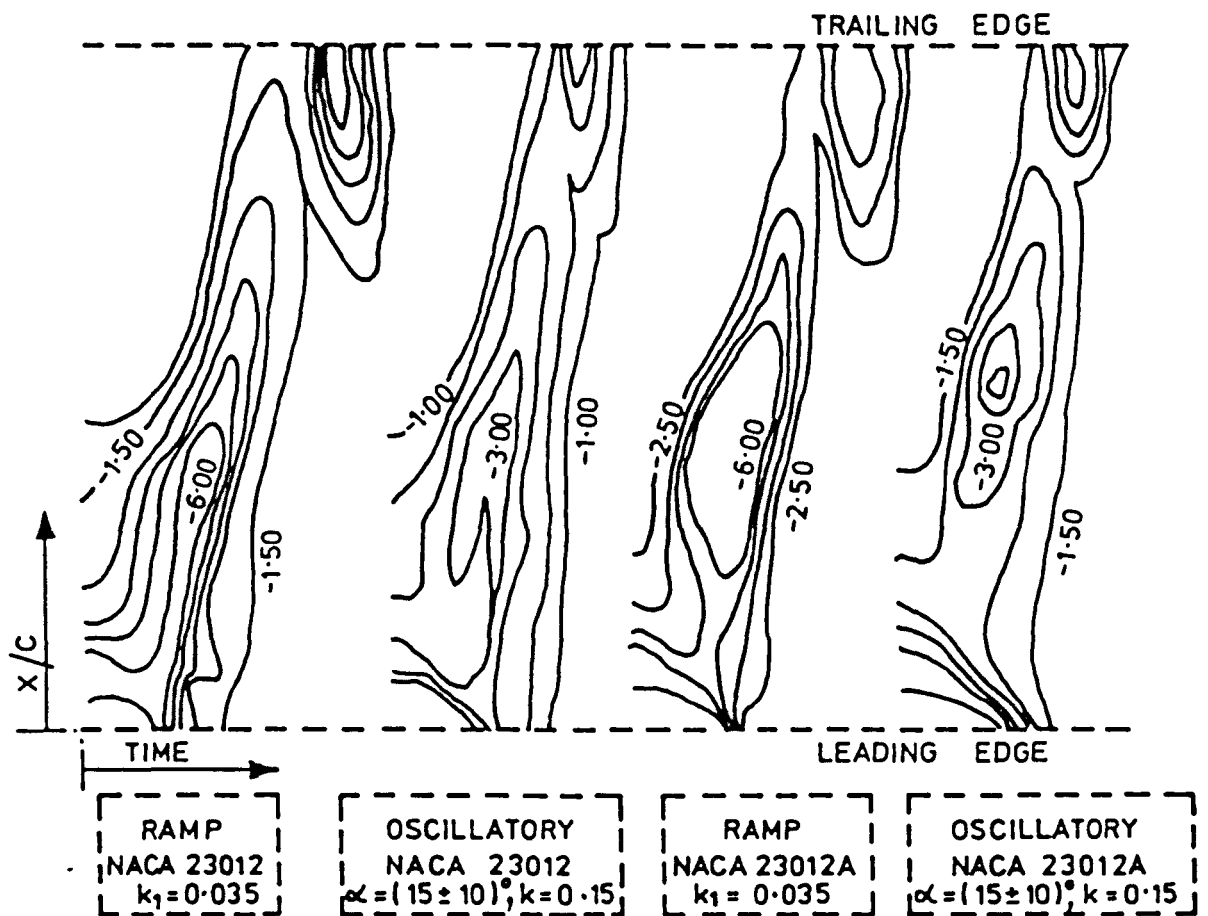 TRAILING EDGE
-1.50
-6.00
-1.50
-1.00
-3.00
-1.00
-2.50
-6.00
-2.50
-1.50
-3.00
-1.50
x/c
TIME
LEADING EDGE
RAMP
NACA 23012
k₁=0.035
OSCILLATORY
NACA 23012
α=(15±10)°, k=0.15
RAMP
NACA 23012A
k₁=0.035
OSCILLATORY
NACA 23012A
α=(15±10)°, k=0.15